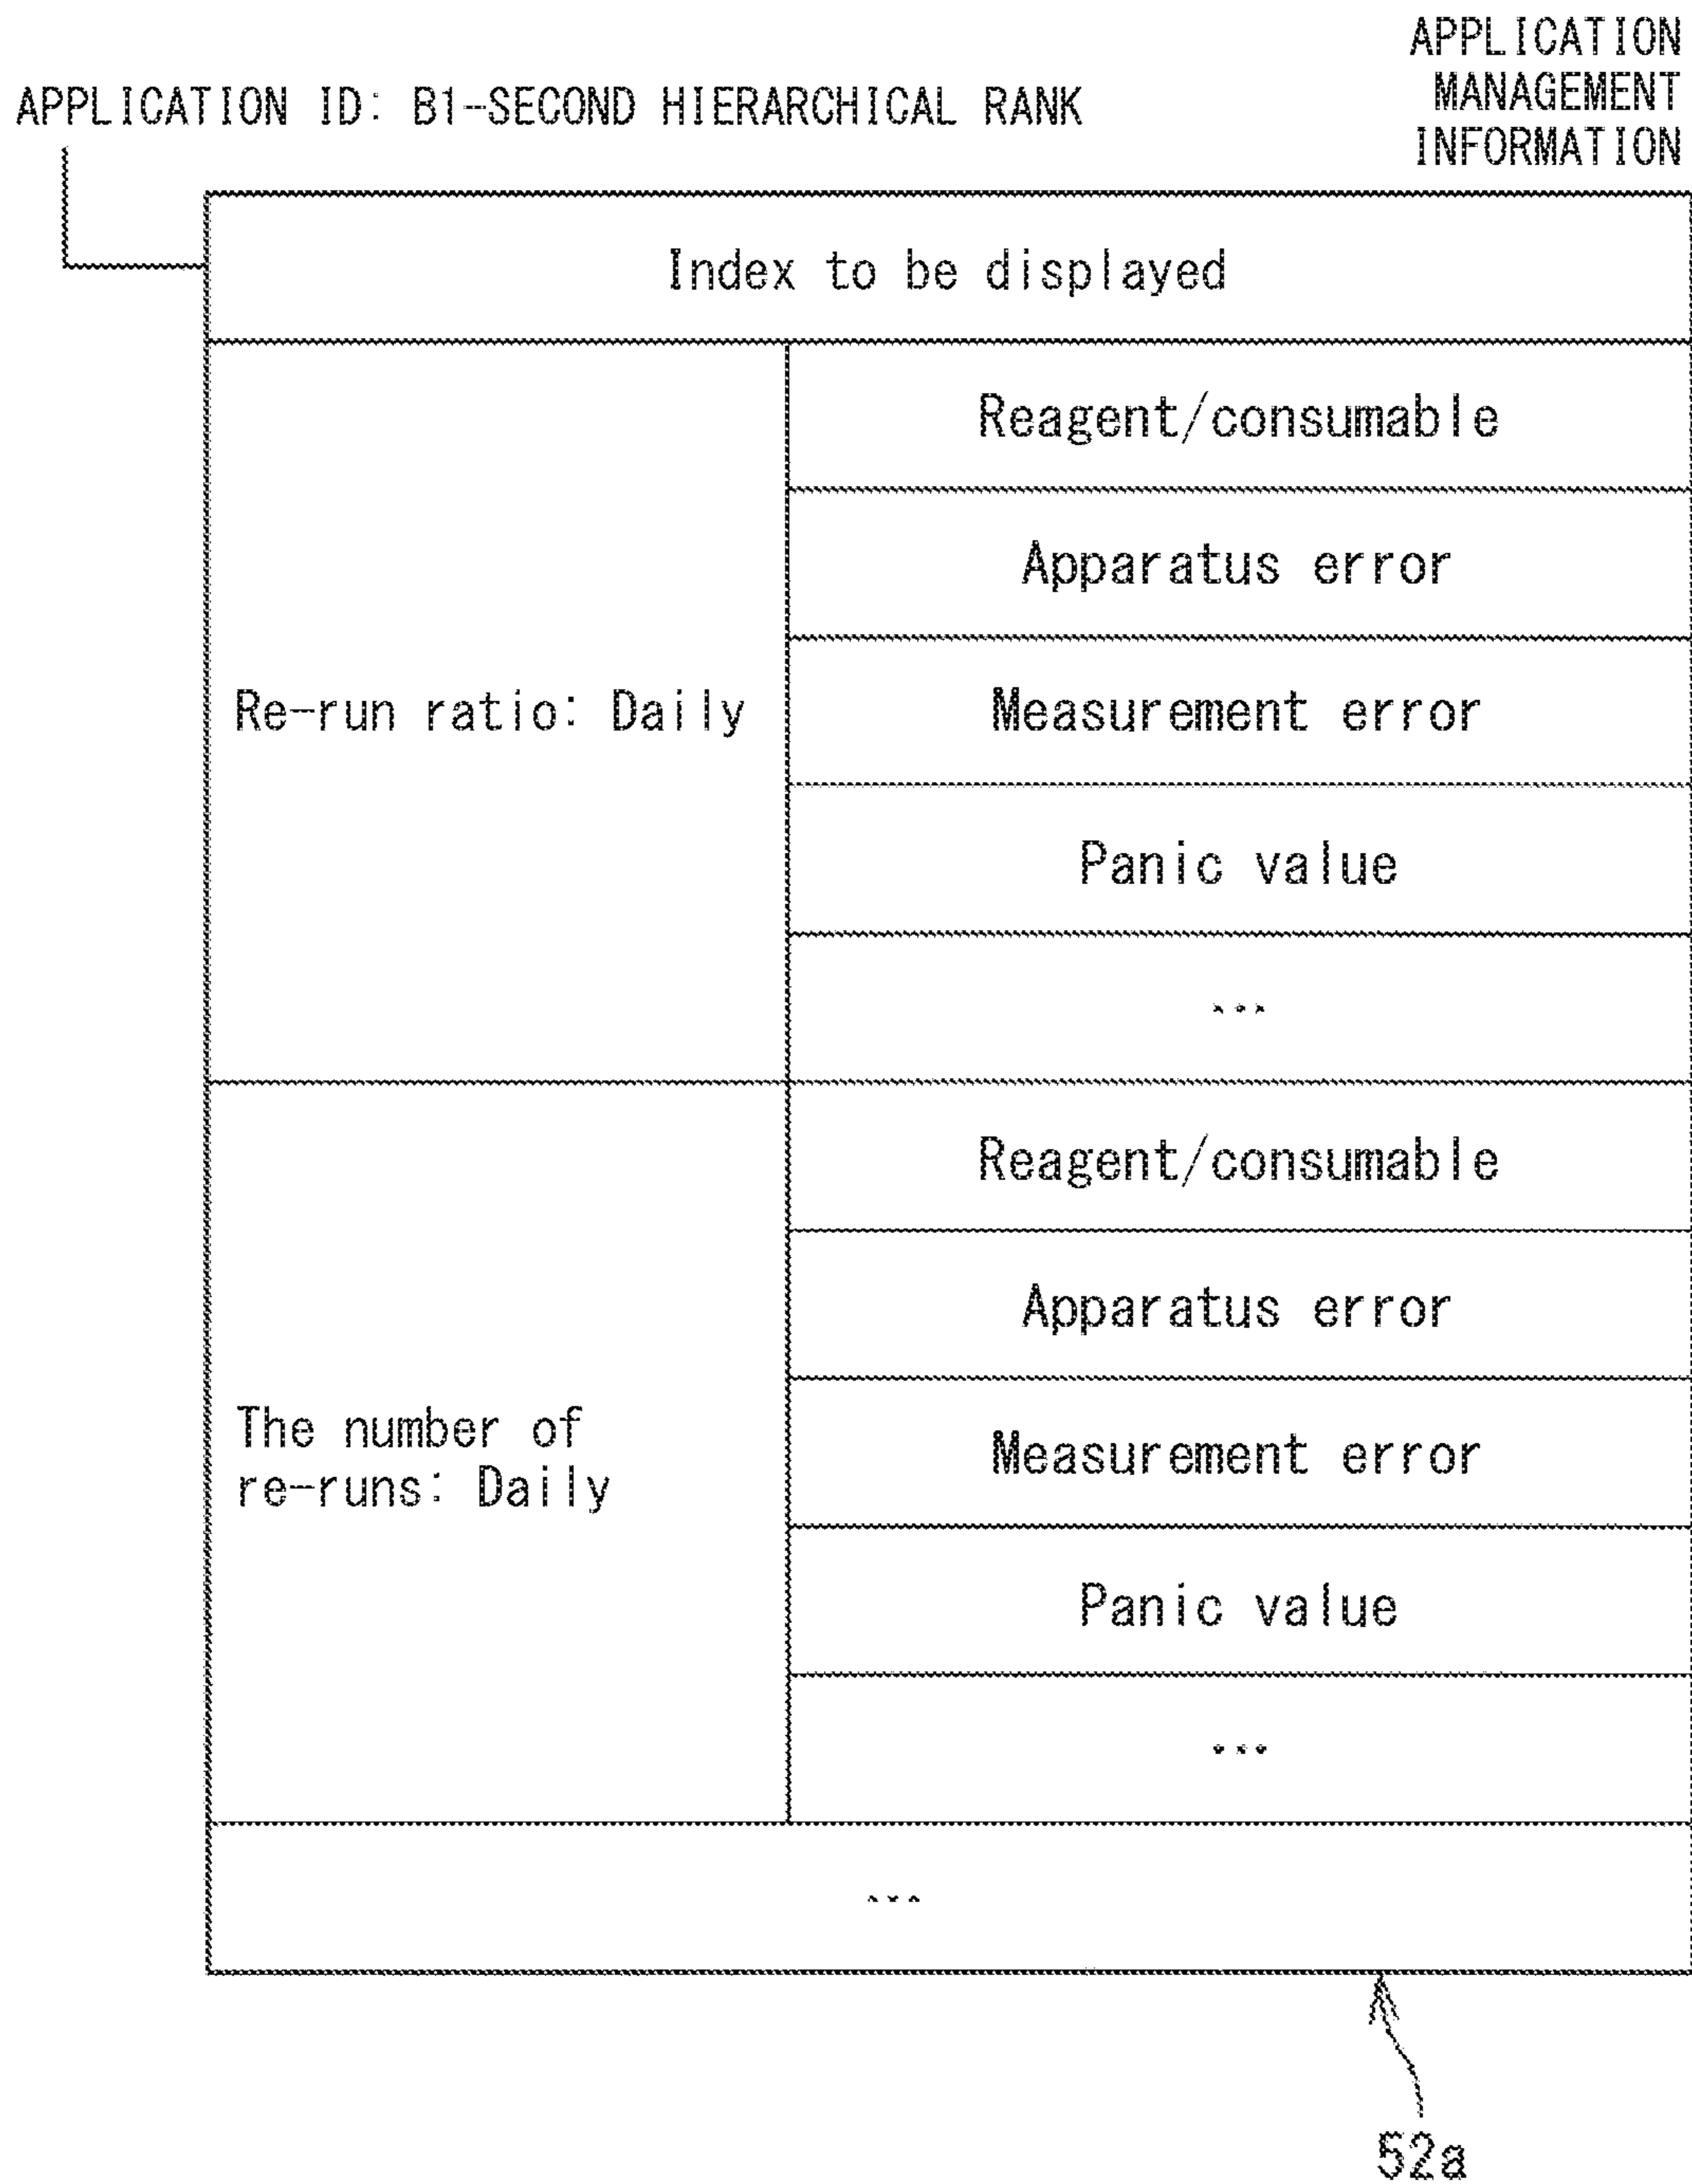 APPLICATION
MANAGEMENT
INFORMATION
APPLICATION ID: B1-SECOND HIERARCHICAL RANK
Index to be displayed
Re-run ratio: Daily
Reagent/consumable
Apparatus error
Measurement error
Panic value
...
The number of
re-runs: Daily
Reagent/consumable
Apparatus error
Measurement error
Panic value
...
...
52a